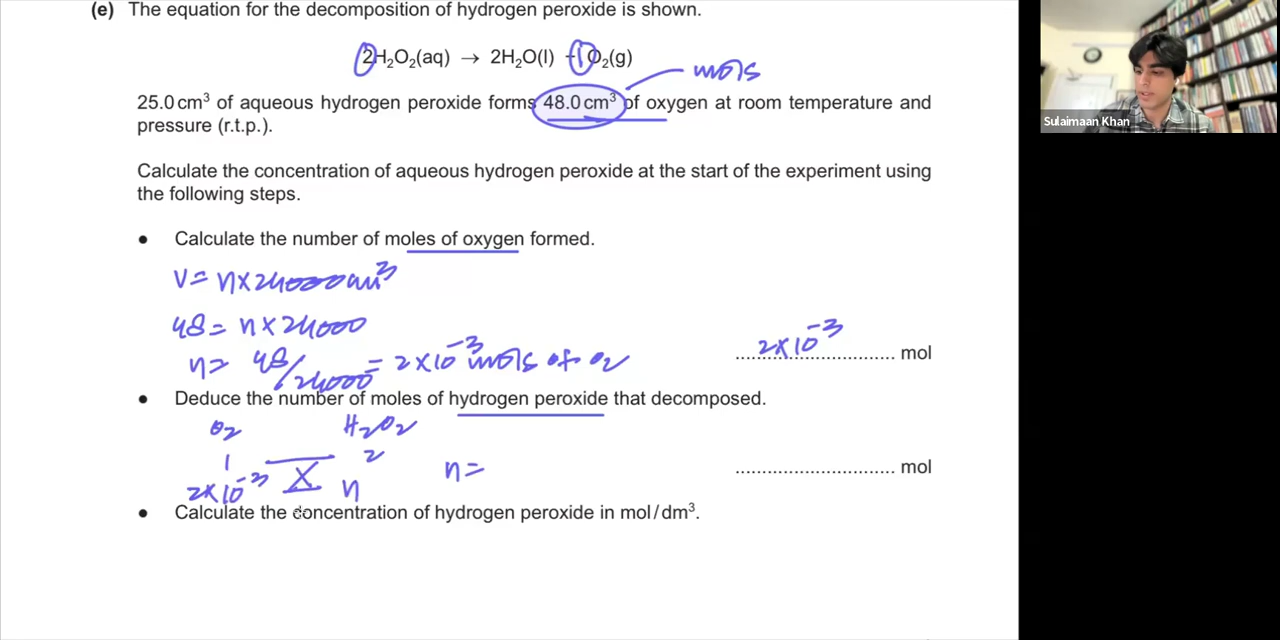 (e) The equation for the decomposition of hydrogen peroxide is shown.
2H₂O₂(aq) → 2H₂O(l) + 1O₂(g)
mols
25.0 cm³ of aqueous hydrogen peroxide forms 48.0 cm³ of oxygen at room temperature and
pressure (r.t.p.).
Sulaimaan Khan
Calculate the concentration of aqueous hydrogen peroxide at the start of the experiment using
the following steps.
• Calculate the number of moles of oxygen formed.
V = n×24000cm³
48 = n×24000
n = 48/24000 = 2×10⁻³ mols of O₂
2×10⁻³ mol
• Deduce the number of moles of hydrogen peroxide that decomposed.
O₂ H₂O₂
1 2
2×10⁻³ X n
n=
.............................. mol
• Calculate the concentration of hydrogen peroxide in mol/dm³.